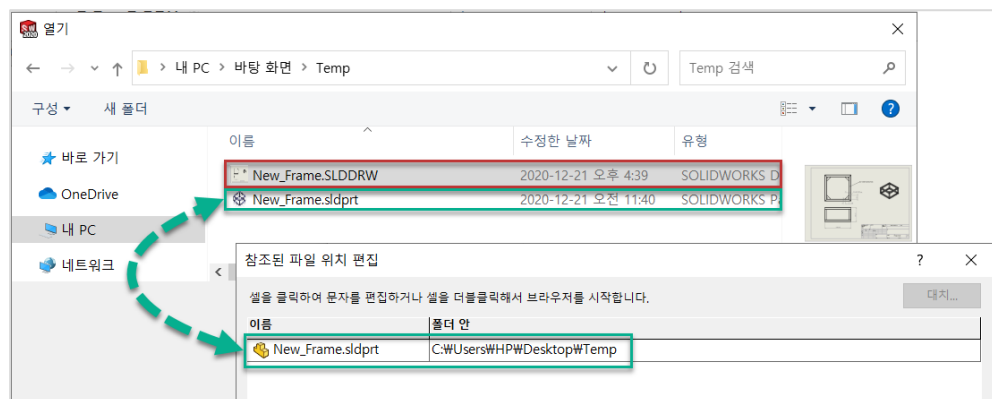 열기
내 PC > 바탕 화면 > Temp
Temp 검색
구성 새 폴더
이름 수정한 날짜 유형
바로 가기
New_Frame.SLDDRW 2020-12-21 오후 4:39 SOLIDWORKS D
OneDrive
New_Frame.sldprt 2020-12-21 오전 11:40 SOLIDWORKS P
내 PC
네트워크
참조된 파일 위치 편집
? ×
셀을 클릭하여 문자를 편집하거나 셀을 더블클릭해서 브라우저를 시작합니다.
대치...
이름 폴더 안
New_Frame.sldprt C:₩Users₩HP₩Desktop₩Temp